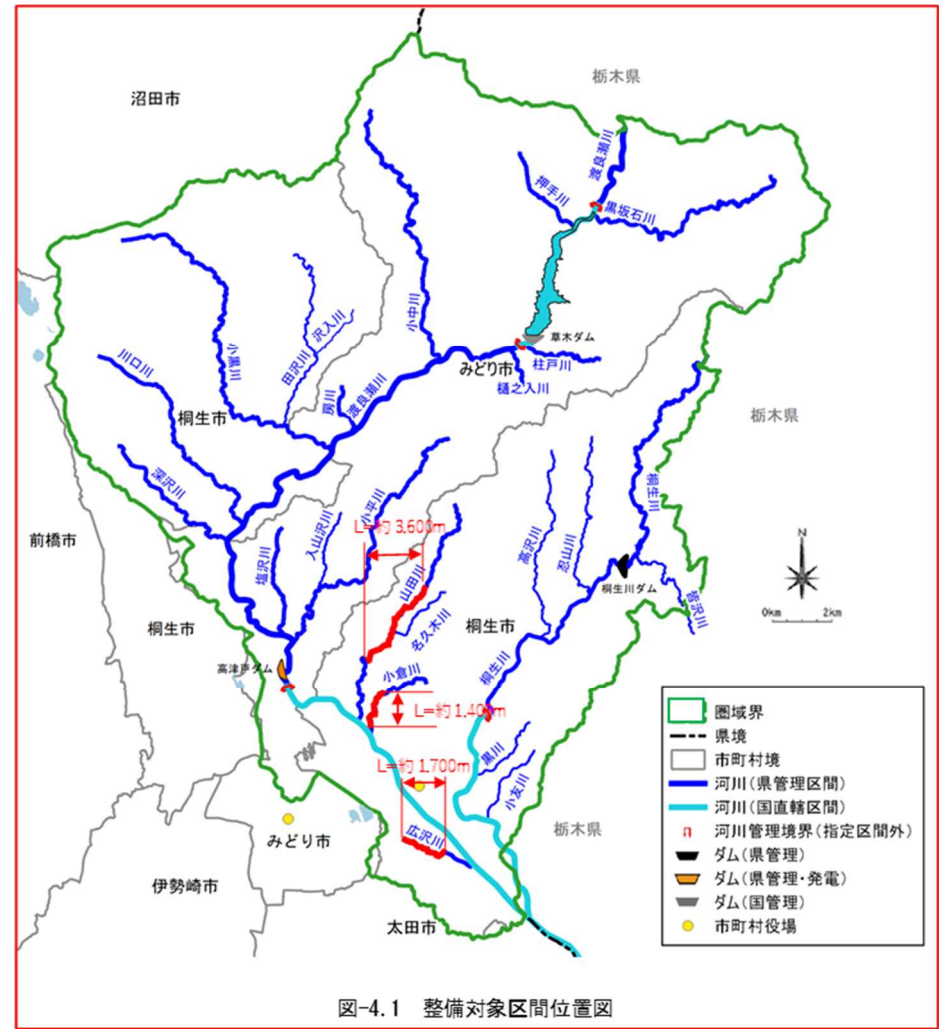 栃木県
沼田市
渡良瀬川
押手川
黒坂石川
小中川
草木ダム
沢入川
田沢川
小黒川
川口川
柱戸川
みどり市
樋之入川
房川
渡良瀬川
桐生市
栃木県
深沢川
桐生川
小平川
L=約3.600m
前橋市
入山沢川
塩沢川
高沢川
忍山川
山田川
桐生川ダム
皆沢川
名久木川
桐生市
桐生市
N
0km 2km
高津戸ダム
小倉川
桐生川
L=約1.40
m
黒川
L=約1.700m
小友川
広沢川
栃木県
みどり市
伊勢崎市
太田市
圏域界
県境
市町村境
河川(県管理区間)
河川(国直轄区間)
河川管理境界(指定区間外)
ダム(県管理)
ダム(県管理・発電)
ダム(国管理)
市町村役場
図-4.1 整備対象区間位置図